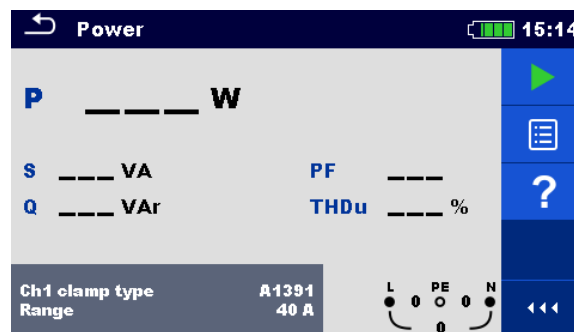 Power 15:14
P ___ W
S ___ VA PF ___
Q ___ VAr THDu ___ %
?
Ch1 clamp type A1391
Range 40 A
L PE N
0 0
0